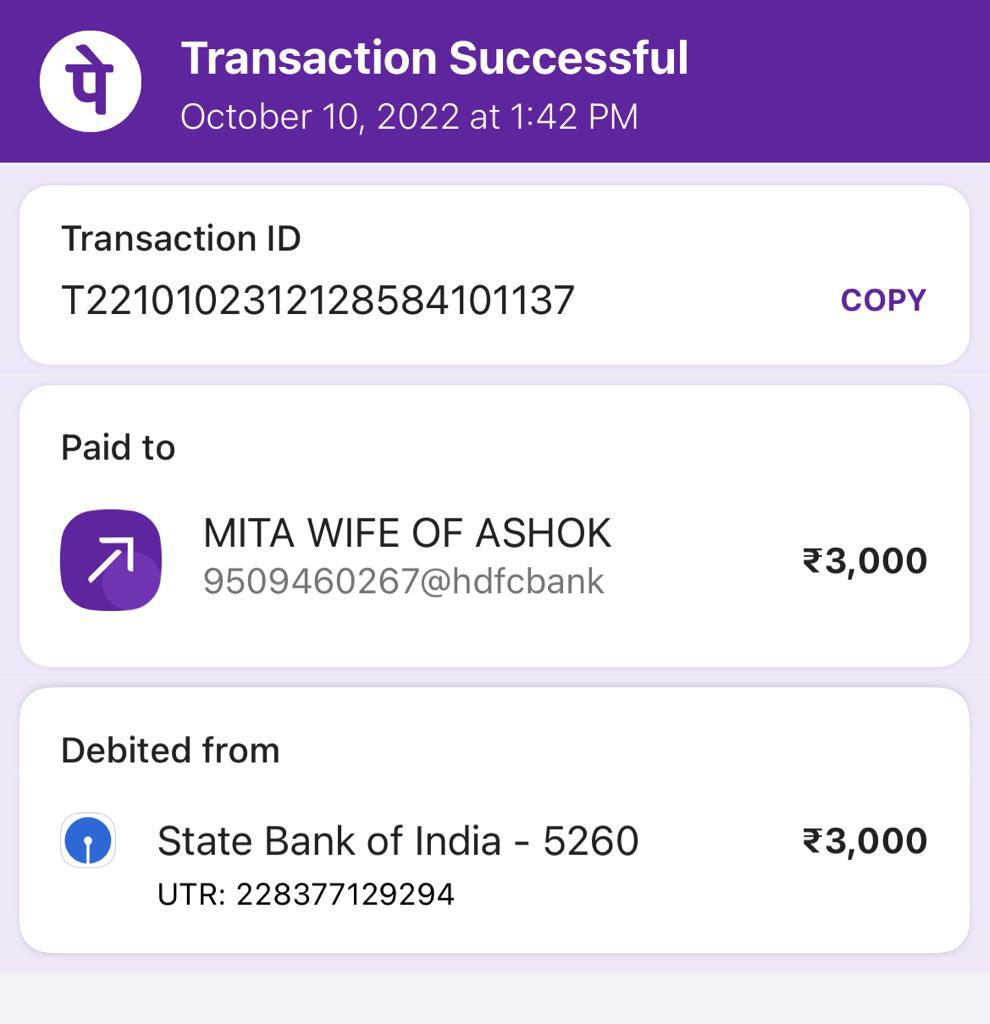 पे
Transaction Successful
October 10, 2022 at 1:42 PM
Transaction ID
T2210102312128584101137
COPY
Paid to
MITA WIFE OF ASHOK
9509460267@hdfcbank
₹3,000
Debited from
State Bank of India - 5260
₹3,000
UTR: 228377129294